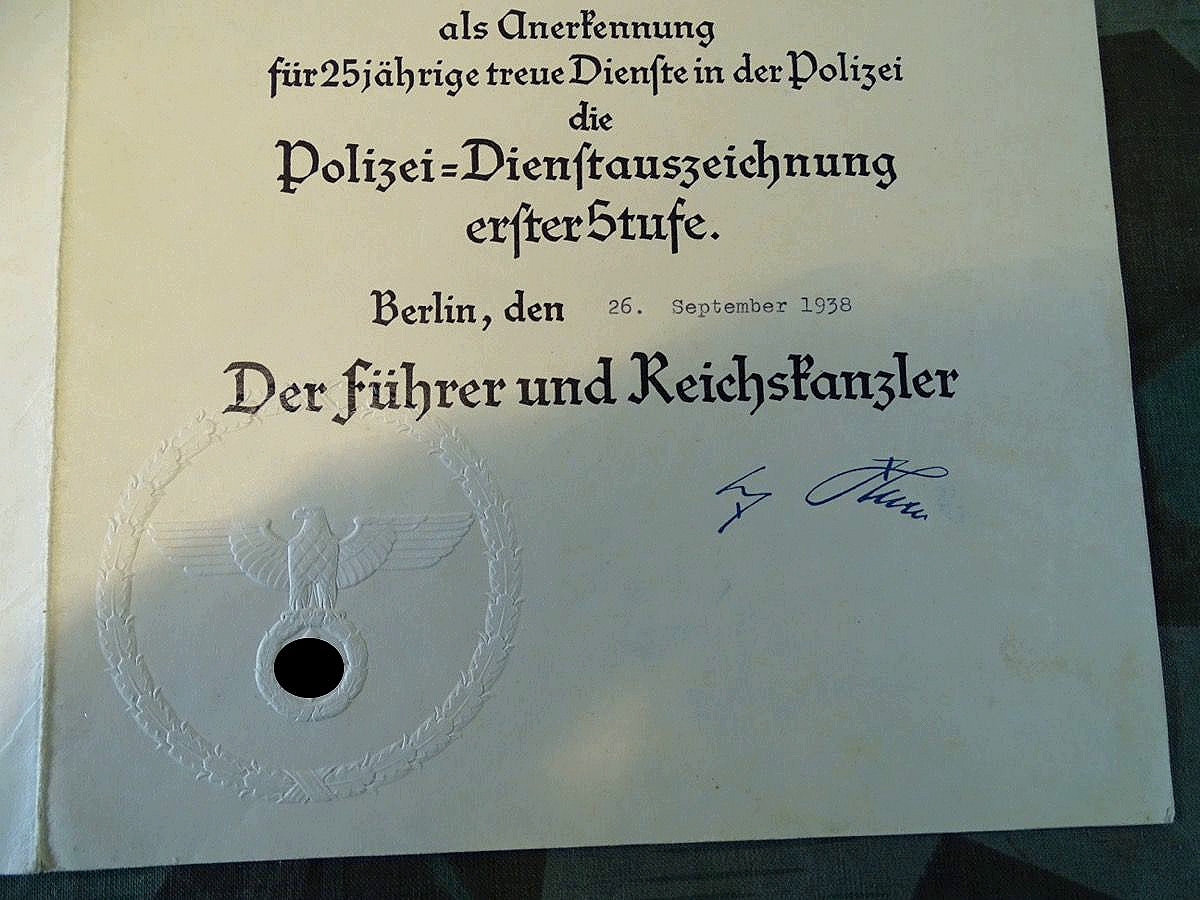 als Anerkennung
für 25jährige treue Dienste in der Polizei
die
Polizei=Dienstauszeichnung
erster Stufe.
Berlin, den 26. September 1938
Der Führer und Reichskanzler